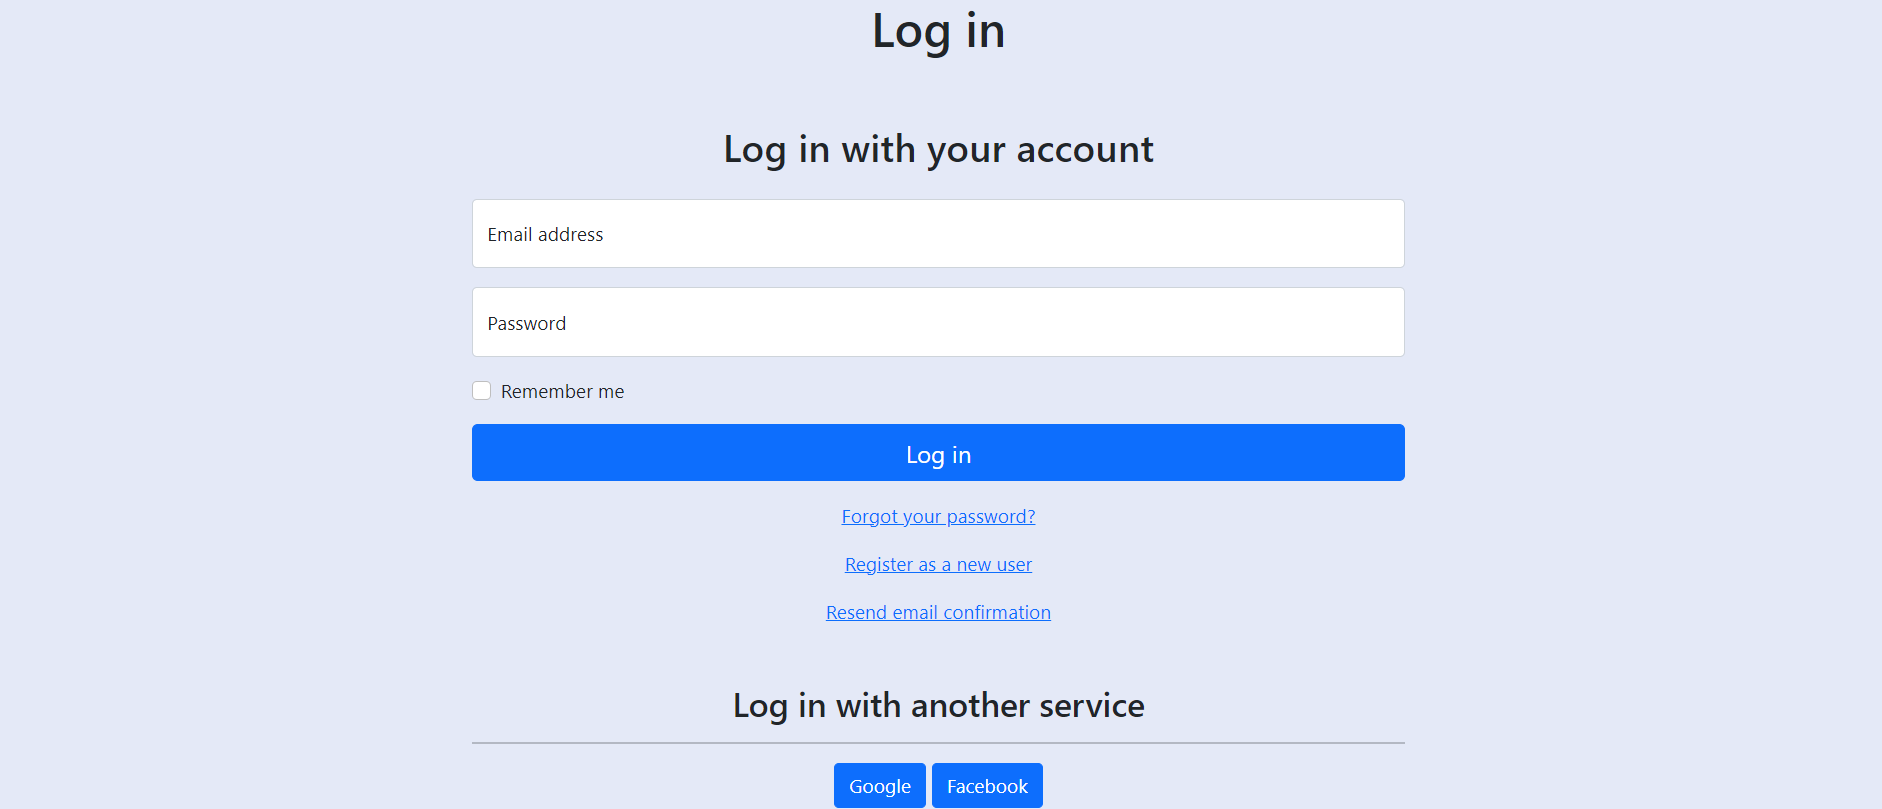 Log in
Log in with your account
Email address
Password
Remember me
Log in
Forgot your password?
Register as a new user
Resend email confirmation
Log in with another service
Google Facebook